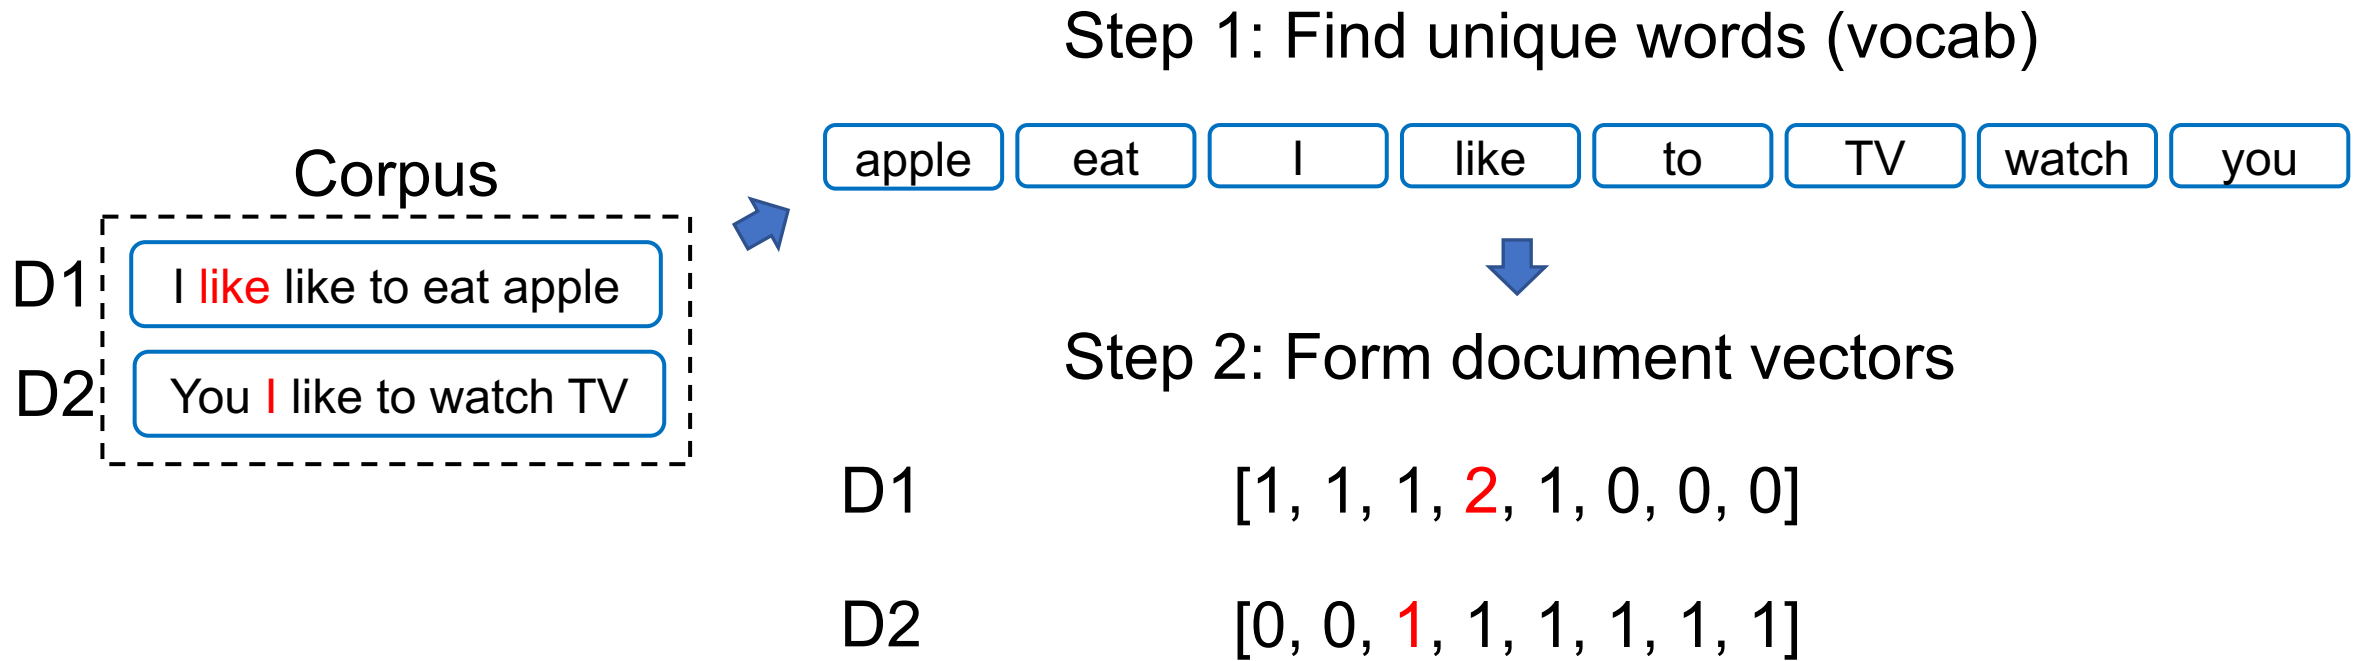 Step 1: Find unique words (vocab)
apple eat I like to TV watch you
Corpus
D1 I like like to eat apple
D2 You I like to watch TV
Step 2: Form document vectors
D1 [1, 1, 1, 2, 1, 0, 0, 0]
D2 [0, 0, 1, 1, 1, 1, 1, 1]